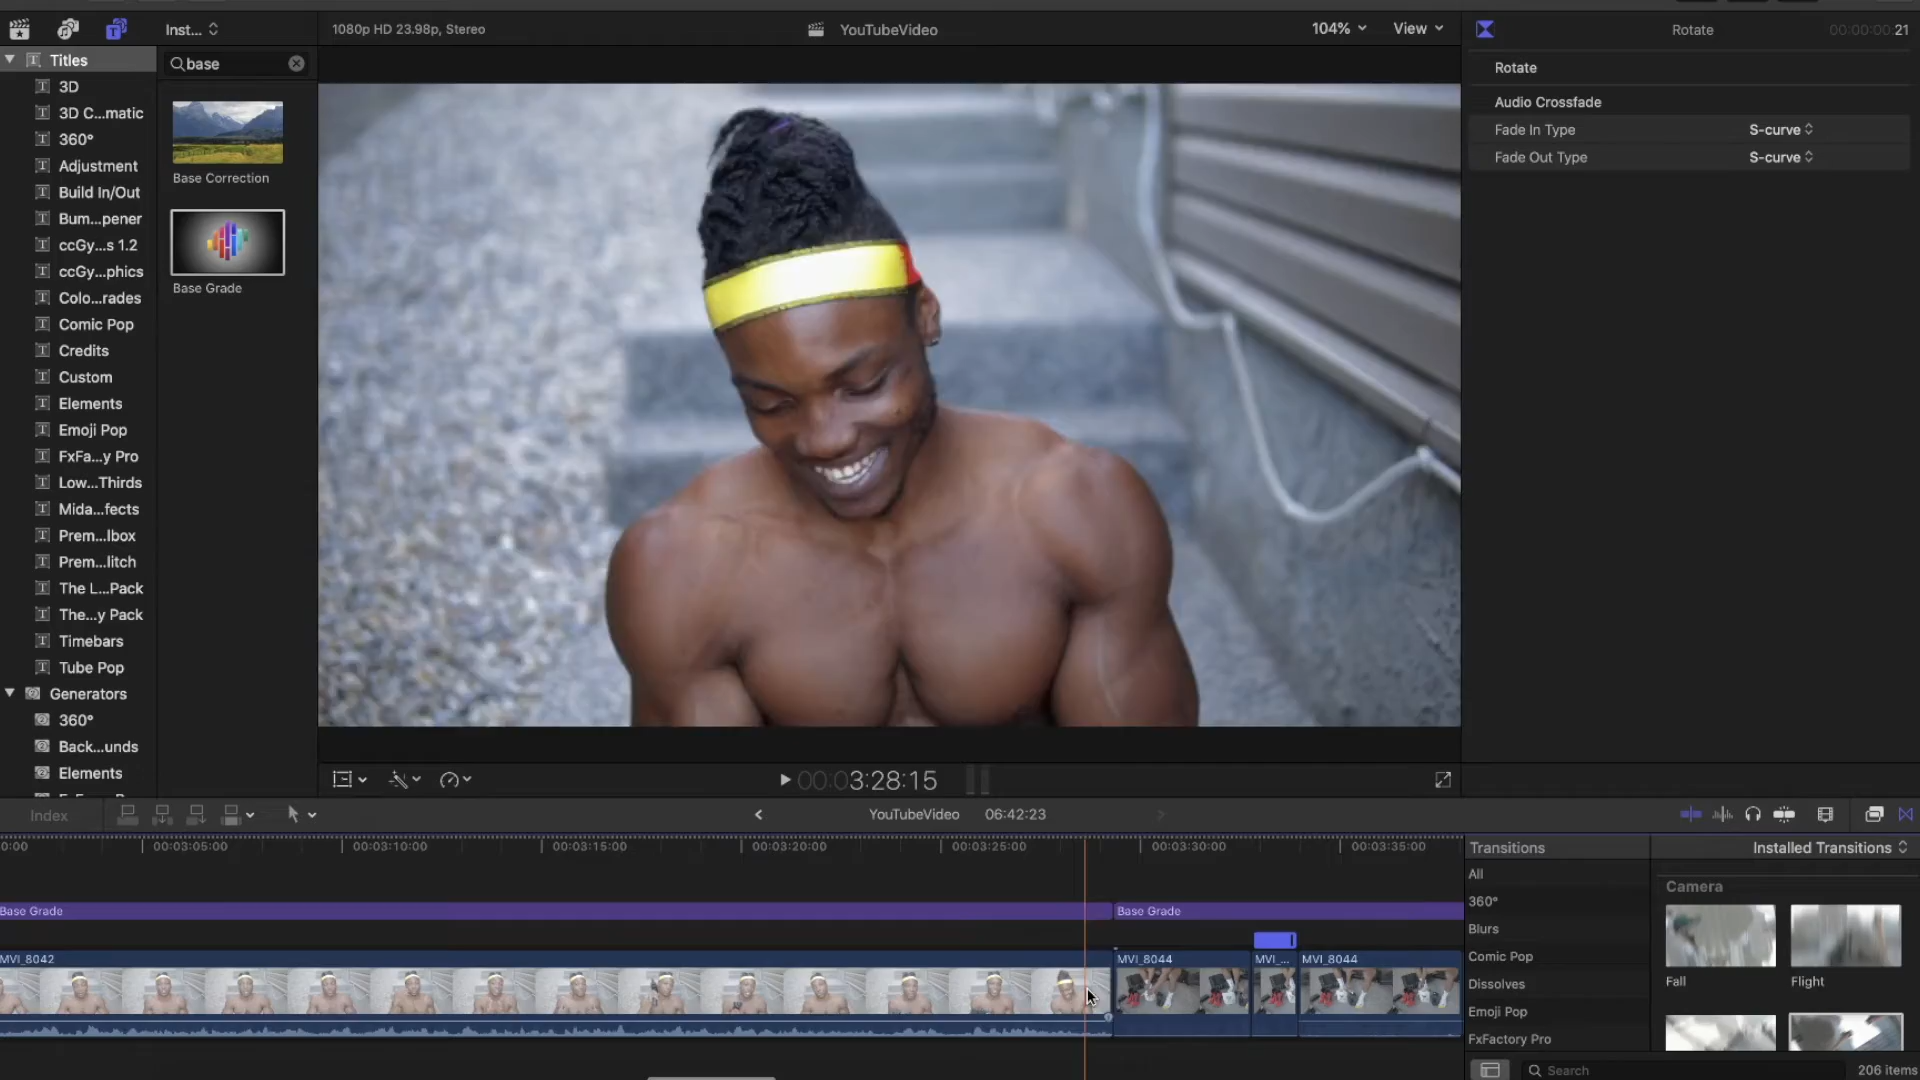 Inst...
1080p HD 23.98p, Stereo
YouTubeVideo
104%
View
Rotate
00:00:00:21
Titles
base
3D
3D C...matic
360°
Adjustment
Build In/Out
Bum...pener
ccGy...s 1.2
ccGy...phics
Colo...rades
Comic Pop
Credits
Custom
Elements
Emoji Pop
FxFa...y Pro
Low...Thirds
Mida...fects
Prem...lbox
Prem...litch
The L...Pack
The...y Pack
Timebars
Tube Pop
Generators
360°
Back...unds
Elements
Base Correction
Base Grade
Rotate
Audio Crossfade
Fade In Type S-curve
Fade Out Type S-curve
00:03:28:15
Index
YouTubeVideo 06:42:23
0:00 00:03:05:00 00:03:10:00 00:03:15:00 00:03:20:00 00:03:25:00 00:03:30:00 00:03:35:00
Base Grade Base Grade
MVI_8042 MVI_8044 MVI_... MVI_8044
Transitions
Installed Transitions
All
360°
Blurs
Comic Pop
Dissolves
Emoji Pop
FxFactory Pro
Camera
Fall
Flight
Search
206 items